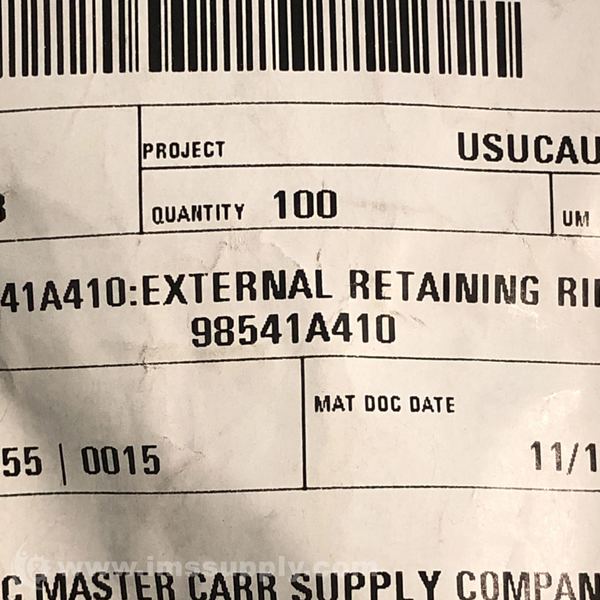 PROJECT USUCAU
QUANTITY 100 UM
41A410:EXTERNAL RETAINING RI
98541A410
MAT DOC DATE
55 | 0015 11/1
www.imssupply.com
C MASTER CARR SUPPLY COMPAN